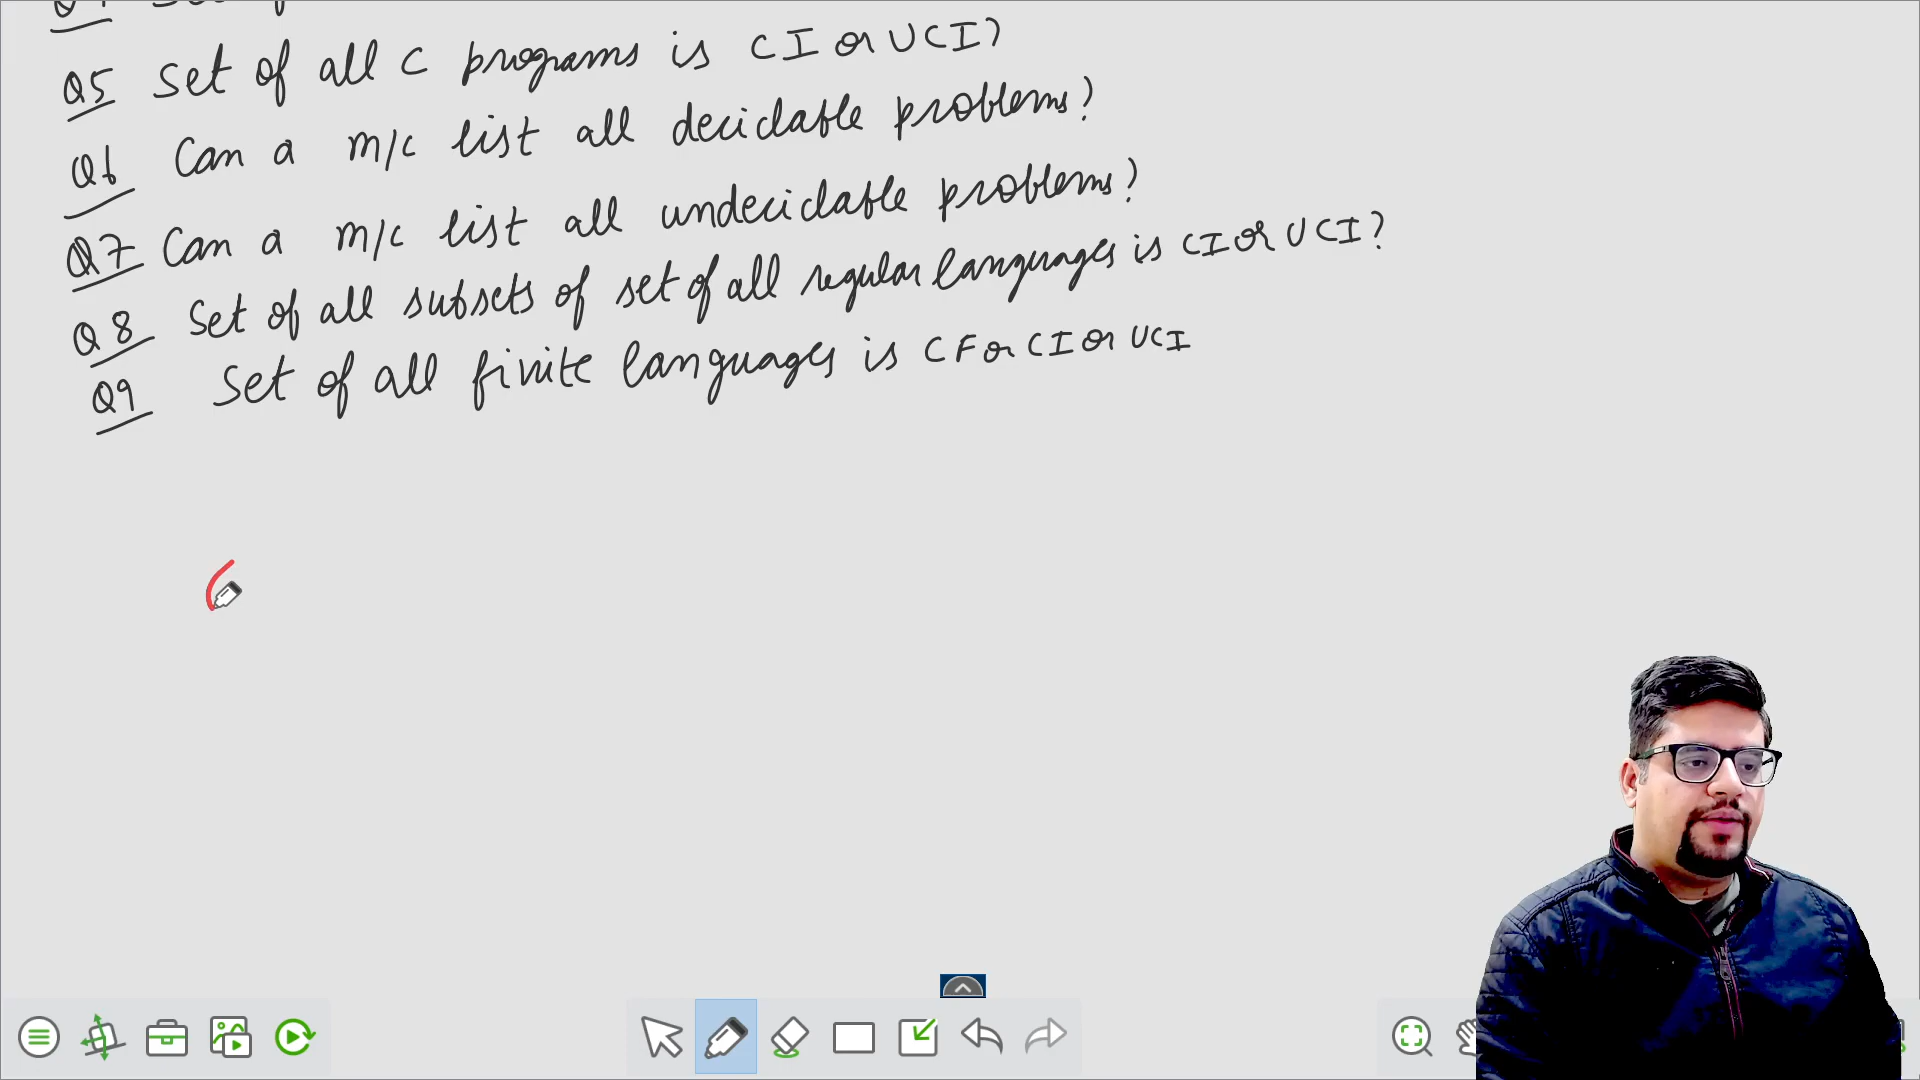 Q5 Set of all C programs is CI or UCI?
Q6 Can a m/c list all decidable problems?
Q7 Can a m/c list all undecidable problems?
Q8 Set of all subsets of set of all regular languages is CI or UCI?
Q9 Set of all finite languages is CF or CI or UCI